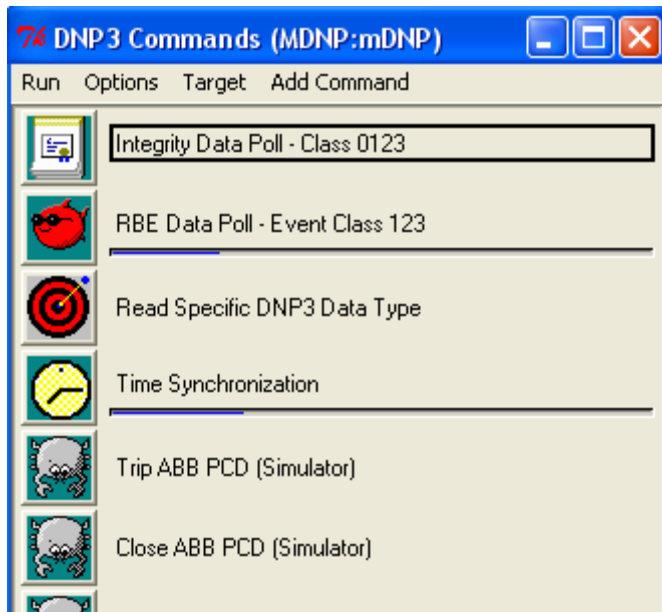 DNP3 Commands (MDNP:mDNP)
Run Options Target Add Command
Integrity Data Poll - Class 0123
RBE Data Poll - Event Class 123
Read Specific DNP3 Data Type
Time Synchronization
Trip ABB PCD (Simulator)
Close ABB PCD (Simulator)